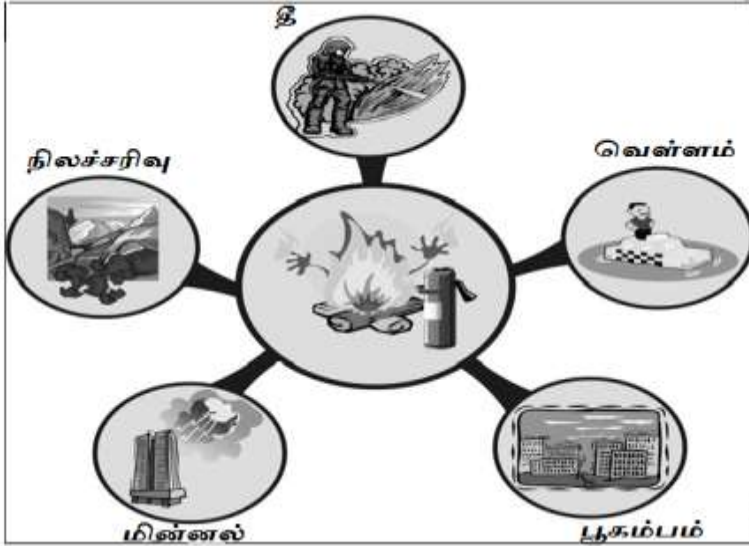 தீ
நிலச்சரிவு
வெள்ளம்
மின்னல்
பூகம்பம்